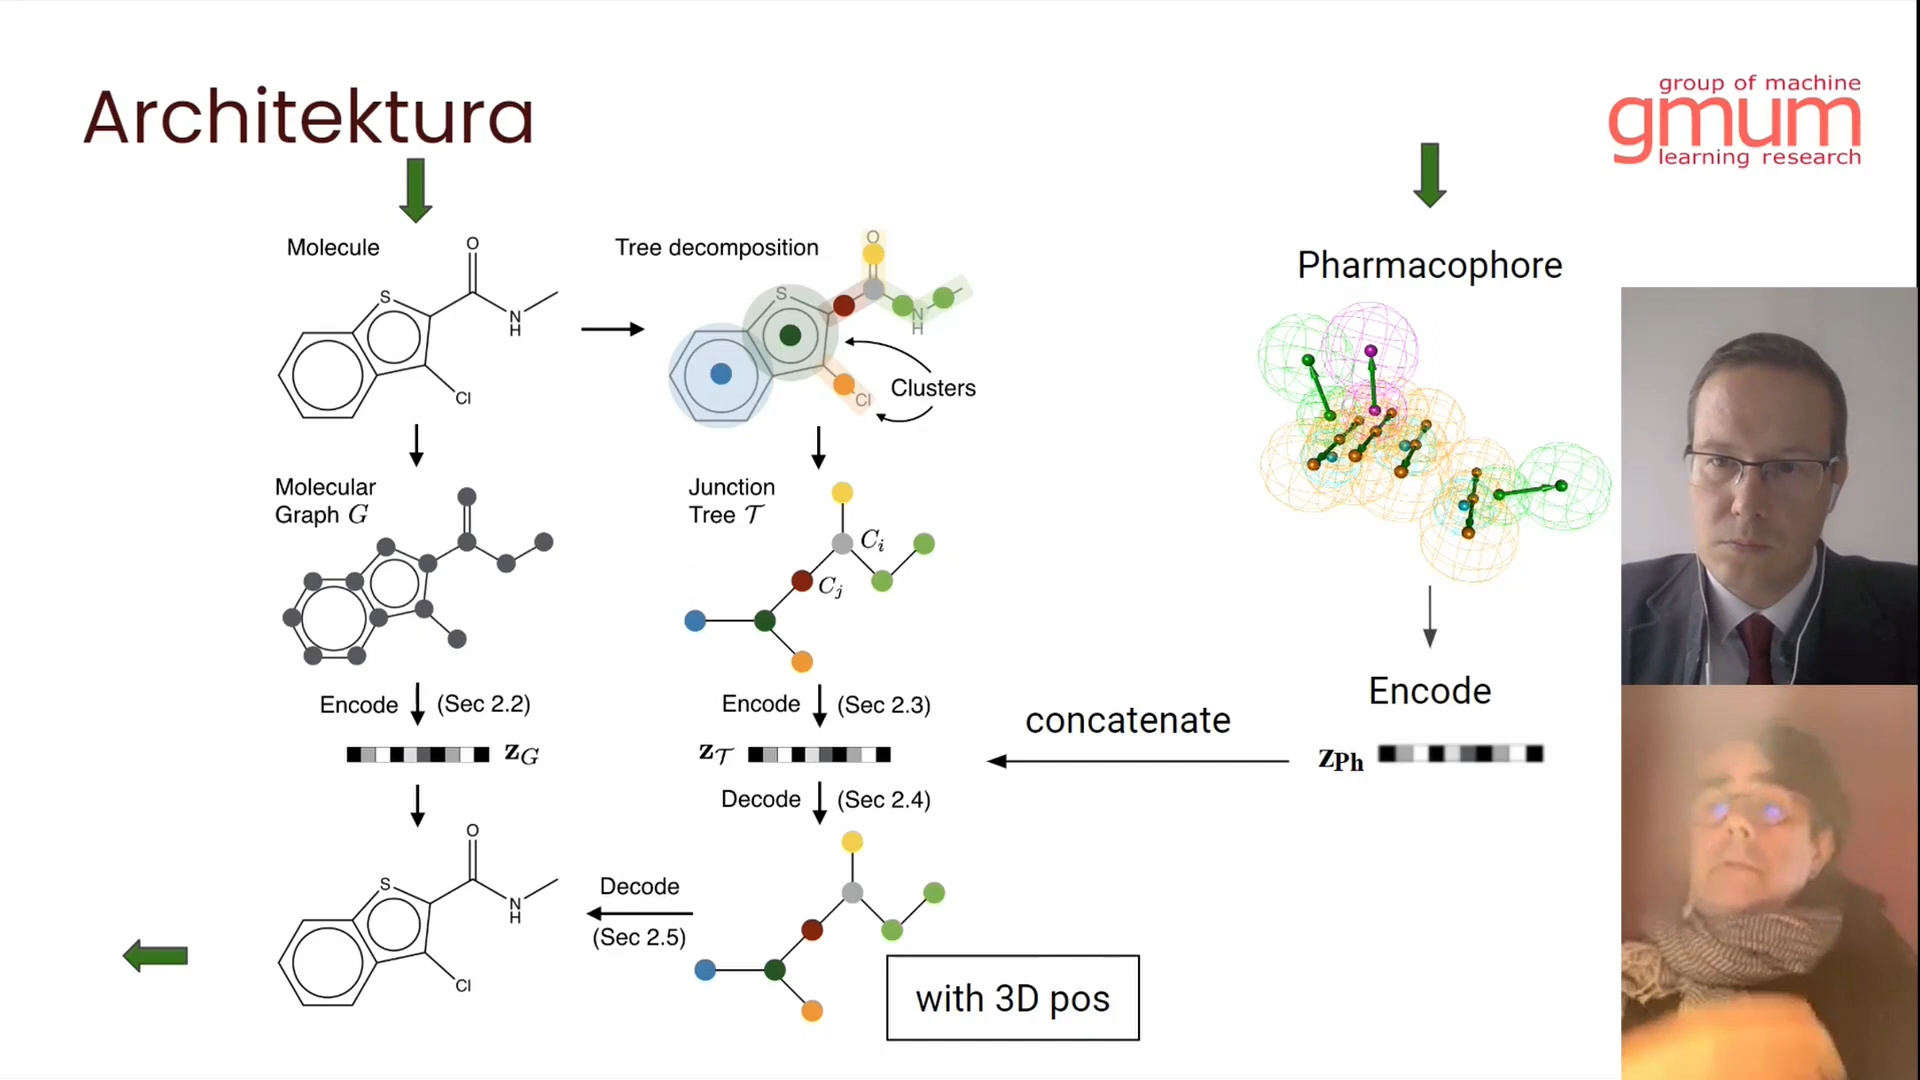 Architektura
group of machine
gmum
learning research
Molecule
O
S
N
H
Cl
Tree decomposition
O
S
N
H
Cl
Clusters
Pharmacophore
Molecular
Graph G
Junction
Tree 𝒯
C_i
C_j
Encode (Sec 2.2)
z_G
Encode (Sec 2.3)
z_𝒯
Decode (Sec 2.4)
concatenate
Encode
z_Ph
O
S
N
H
Cl
Decode
(Sec 2.5)
with 3D pos